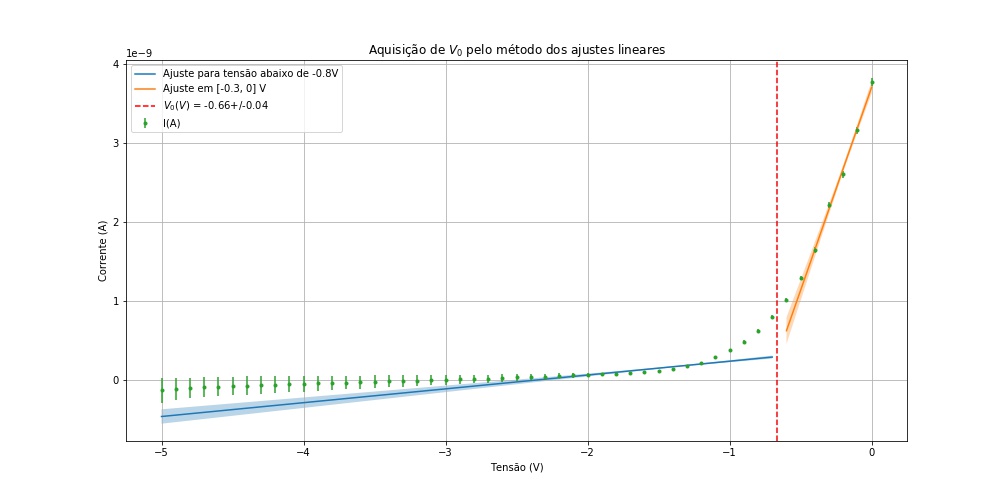 Aquisição de V₀ pelo método dos ajustes lineares
1e−9
Ajuste para tensão abaixo de -0.8V
Ajuste em [-0.3, 0] V
V₀(V) = -0.66+/-0.04
I(A)
Corrente (A)
4
3
2
1
0
−5 −4 −3 −2 −1 0
Tensão (V)